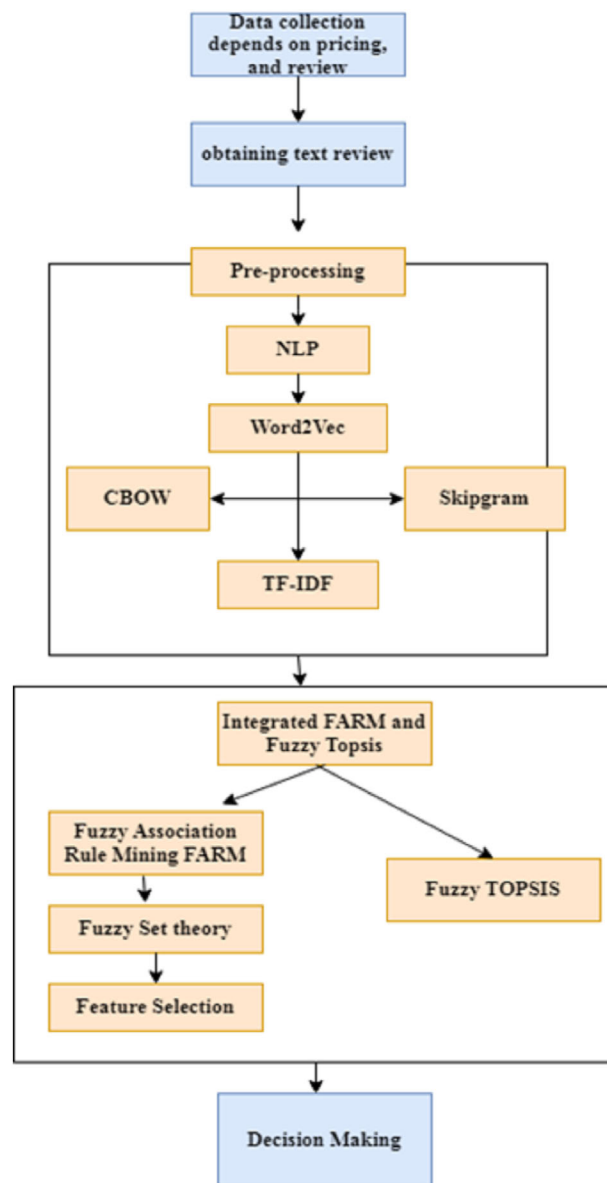 Data collection
depends on pricing,
and review
obtaining text review
Pre-processing
NLP
Word2Vec
CBOW
Skipgram
TF-IDF
Integrated FARM and
Fuzzy Topsis
Fuzzy Association
Rule Mining FARM
Fuzzy TOPSIS
Fuzzy Set theory
Feature Selection
Decision Making